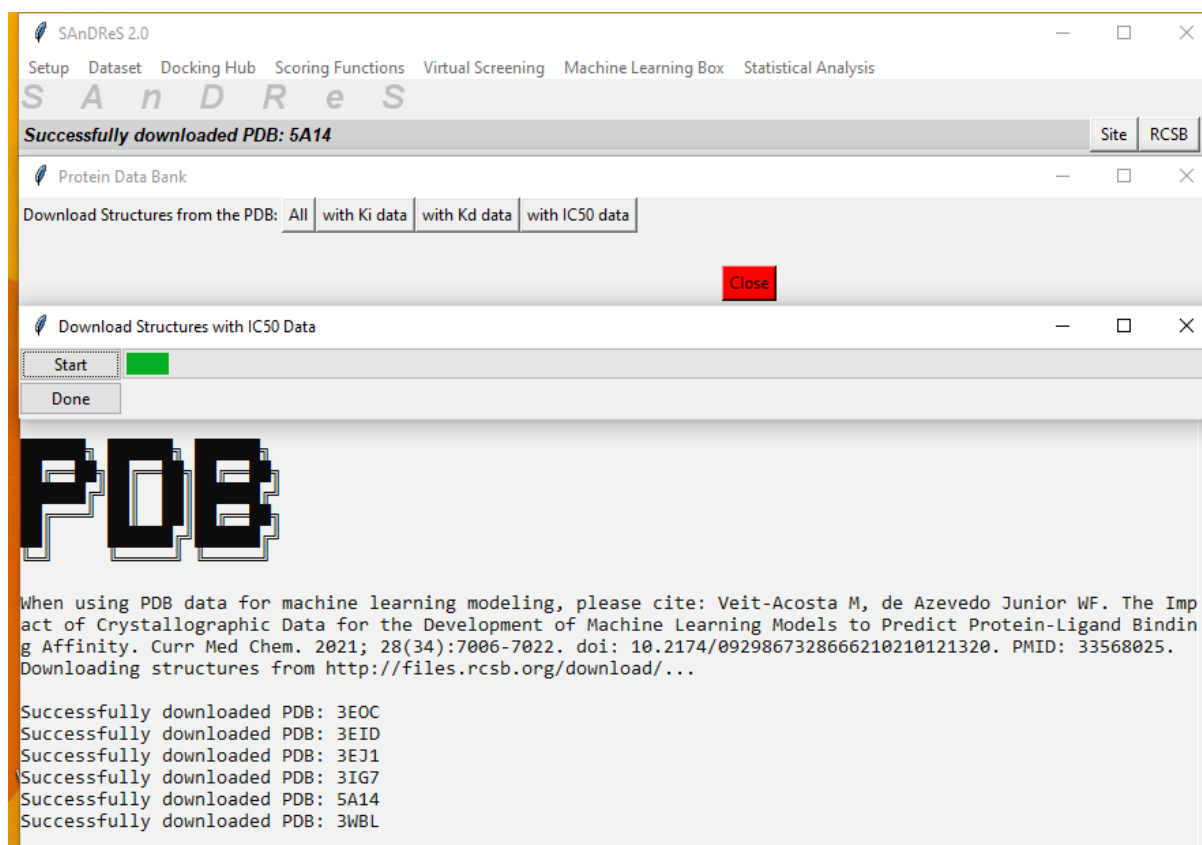 SAnDReS 2.0
Setup Dataset Docking Hub Scoring Functions Virtual Screening Machine Learning Box Statistical Analysis
S A n D R e S
Successfully downloaded PDB: 5A14 Site RCSB
Protein Data Bank
Download Structures from the PDB: All with Ki data with Kd data with IC50 data
Close
Download Structures with IC50 Data
Start
Done
PDB
When using PDB data for machine learning modeling, please cite: Veit-Acosta M, de Azevedo Junior WF. The Imp
act of Crystallographic Data for the Development of Machine Learning Models to Predict Protein-Ligand Bindin
g Affinity. Curr Med Chem. 2021; 28(34):7006-7022. doi: 10.2174/0929867328666210210121320. PMID: 33568025.
Downloading structures from http://files.rcsb.org/download/...
Successfully downloaded PDB: 3EOC
Successfully downloaded PDB: 3EID
Successfully downloaded PDB: 3EJ1
Successfully downloaded PDB: 3IG7
Successfully downloaded PDB: 5A14
Successfully downloaded PDB: 3WBL